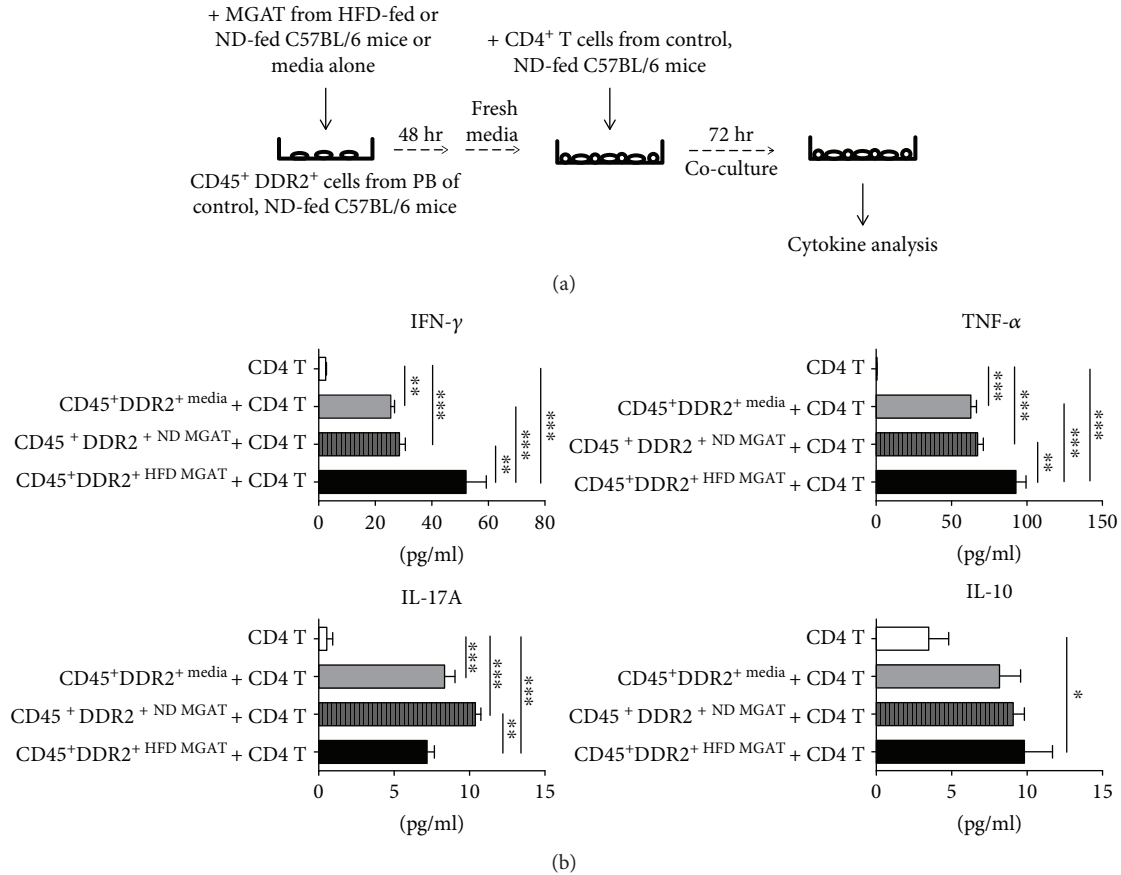 + MGAT from HFD-fed or
ND-fed C57BL/6 mice or
media alone
+ CD4⁺ T cells from control,
ND-fed C57BL/6 mice
48 hr
Fresh
media
72 hr
Co-culture
CD45⁺ DDR2⁺ cells from PB of
control, ND-fed C57BL/6 mice
Cytokine analysis
(a)
IFN-γ
CD4 T
CD45⁺DDR2⁺ media + CD4 T
CD45 + DDR2 + ND MGAT + CD4 T
CD45⁺DDR2⁺ HFD MGAT + CD4 T
** *** ** *** ***
0 20 40 60 80
(pg/ml)
TNF-α
CD4 T
CD45⁺DDR2⁺ media + CD4 T
CD45 + DDR2 + ND MGAT + CD4 T
CD45⁺DDR2⁺ HFD MGAT + CD4 T
*** *** ** *** ***
0 50 100 150
(pg/ml)
IL-17A
CD4 T
CD45⁺DDR2⁺ media + CD4 T
CD45 + DDR2 + ND MGAT + CD4 T
CD45⁺DDR2⁺ HFD MGAT + CD4 T
*** *** ** ***
0 5 10 15
(pg/ml)
IL-10
CD4 T
CD45⁺DDR2⁺ media + CD4 T
CD45 + DDR2 + ND MGAT + CD4 T
CD45⁺DDR2⁺ HFD MGAT + CD4 T
*
0 5 10 15
(pg/ml)
(b)